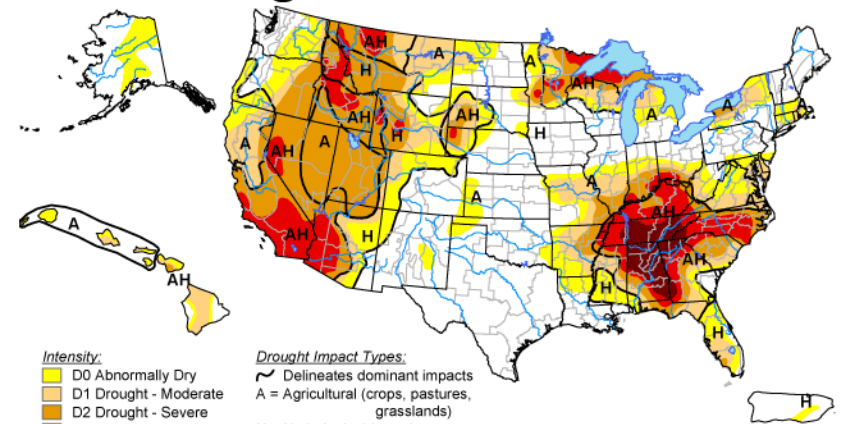 AH
A
H
A
AH
A
AH
H
AH
H
A
A
A
AH
A
AH
H
A
A
A
AH
AH
H
A
AH
H
AH
H
H
Intensity:
D0 Abnormally Dry
D1 Drought - Moderate
D2 Drought - Severe
Drought Impact Types:
Delineates dominant impacts
A = Agricultural (crops, pastures,
grasslands)